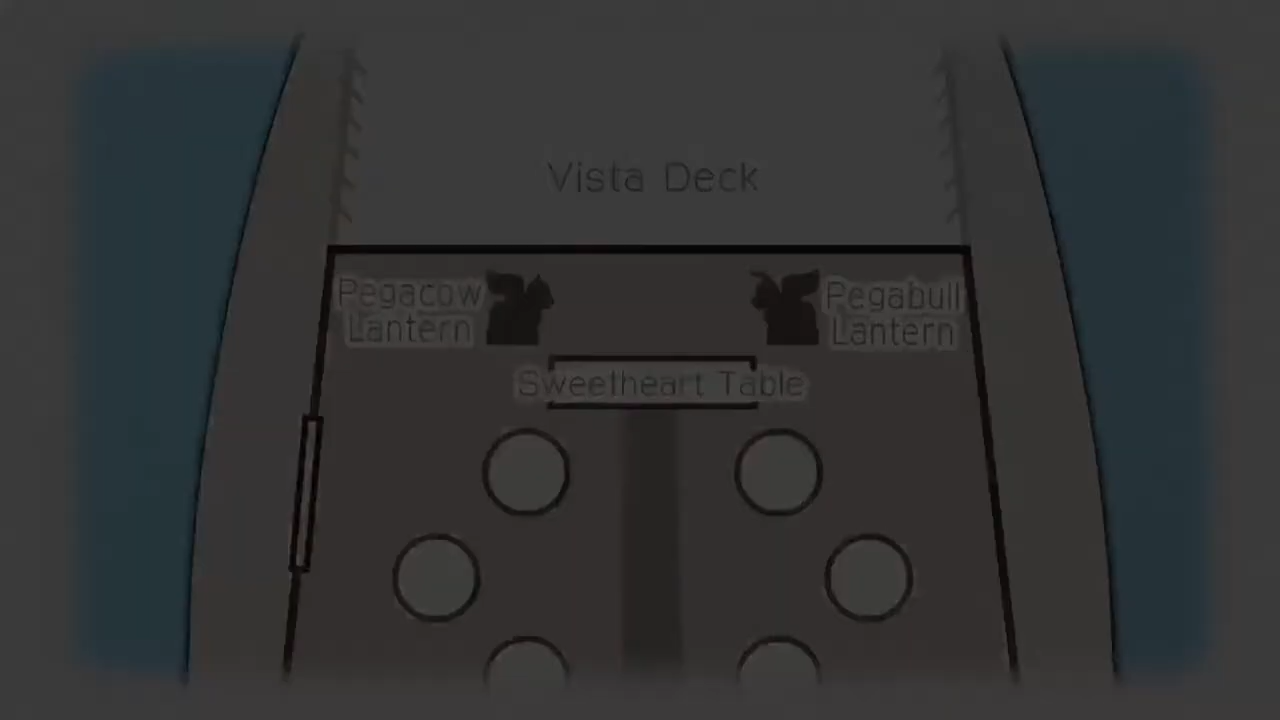 Vista Deck
Pegacow
Lantern
Pegabull
Lantern
Sweetheart Table